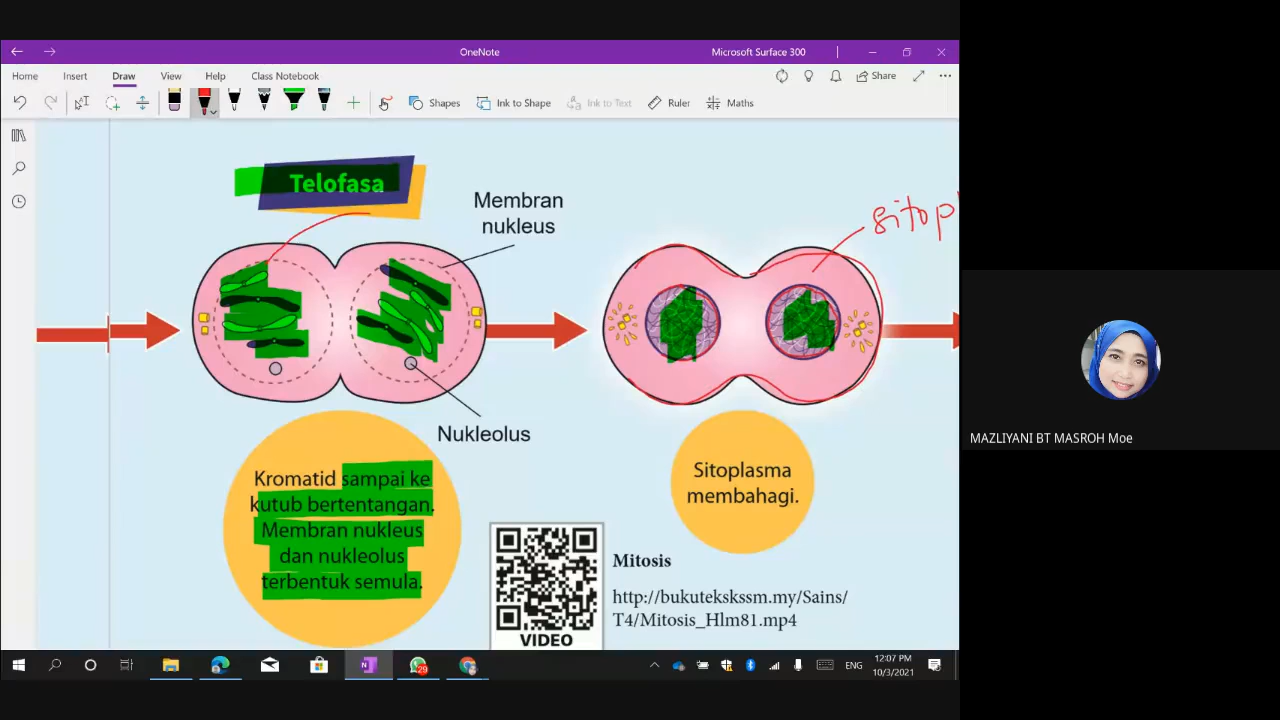 OneNote
Microsoft Surface 300
Home Insert Draw View Help Class Notebook
Share
Shapes Ink to Shape Ink to Text Ruler Maths
Telofasa
Membran
nukleus
sitop
Nukleolus
Kromatid sampai ke
kutub bertentangan.
Membran nukleus
dan nukleolus
terbentuk semula.
Sitoplasma
membahagi.
VIDEO
Mitosis
http://buku­tekskssm.my/Sains/
T4/Mitosis_Hlm81.mp4
MAZLIYANI BT MASROH Moe
29
ENG
12:07 PM
10/3/2021